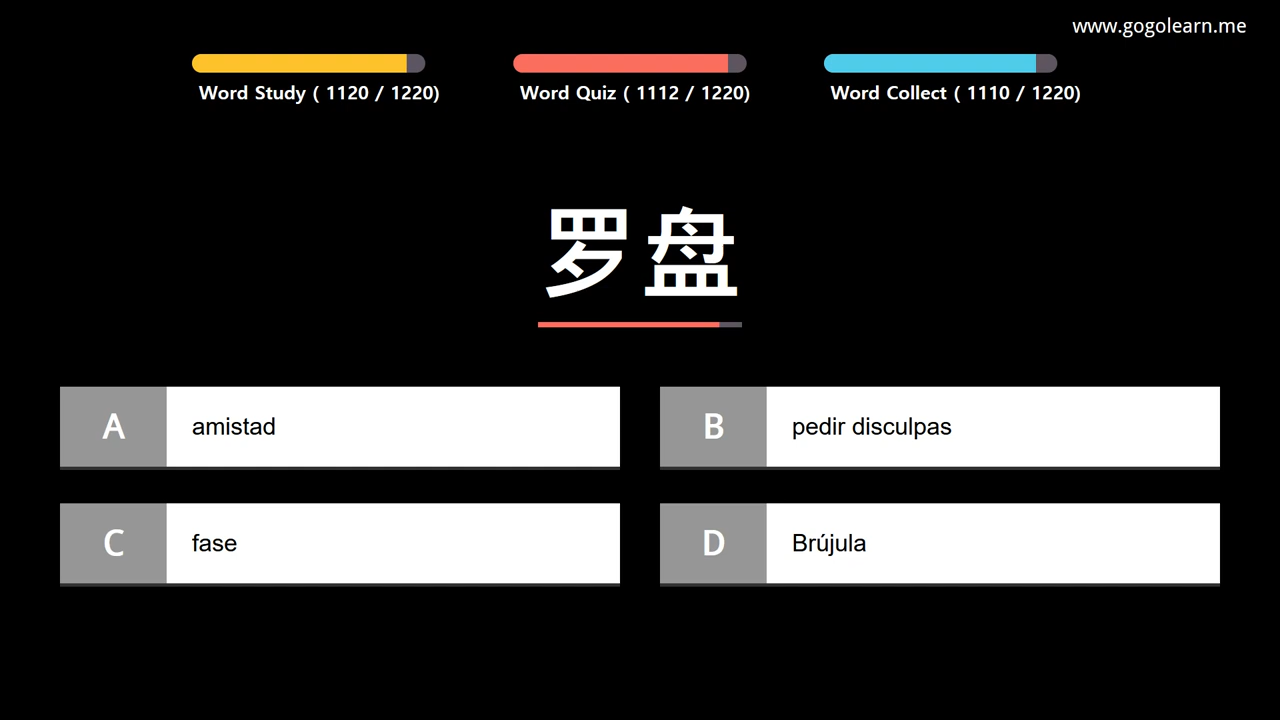 www.gogolearn.me
Word Study ( 1120 / 1220)
Word Quiz ( 1112 / 1220)
Word Collect ( 1110 / 1220)
罗盘
A amistad
B pedir disculpas
C fase
D Brújula